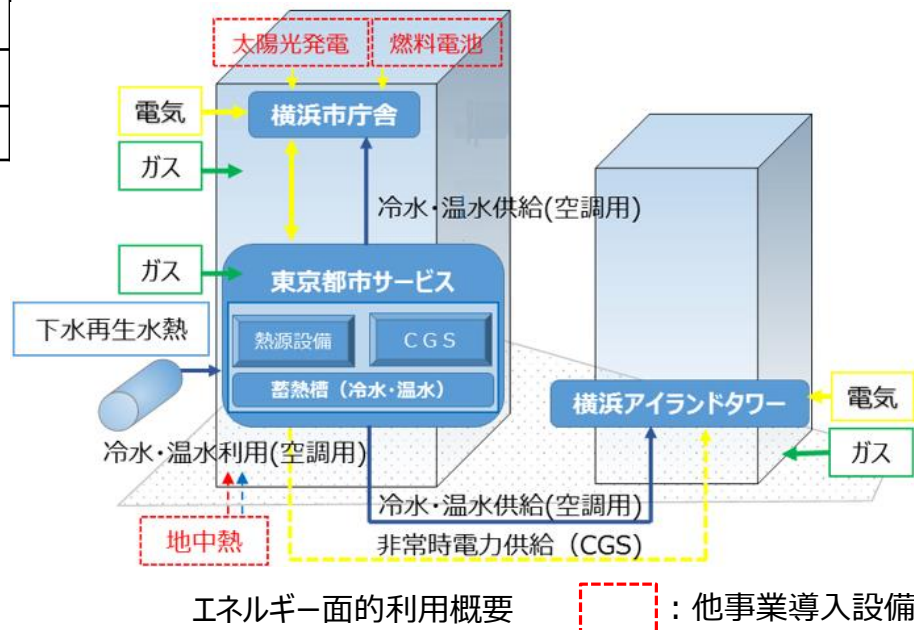 太陽光発電
燃料電池
電気
横浜市庁舎
ガス
冷水・温水供給(空調用)
ガス
東京都市サービス
下水再生水熱
熱源設備
CGS
蓄熱槽（冷水・温水）
横浜アイランドタワー
電気
冷水・温水利用(空調用)
ガス
冷水・温水供給(空調用)
地中熱
非常時電力供給（CGS）
エネルギー面的利用概要
：他事業導入設備